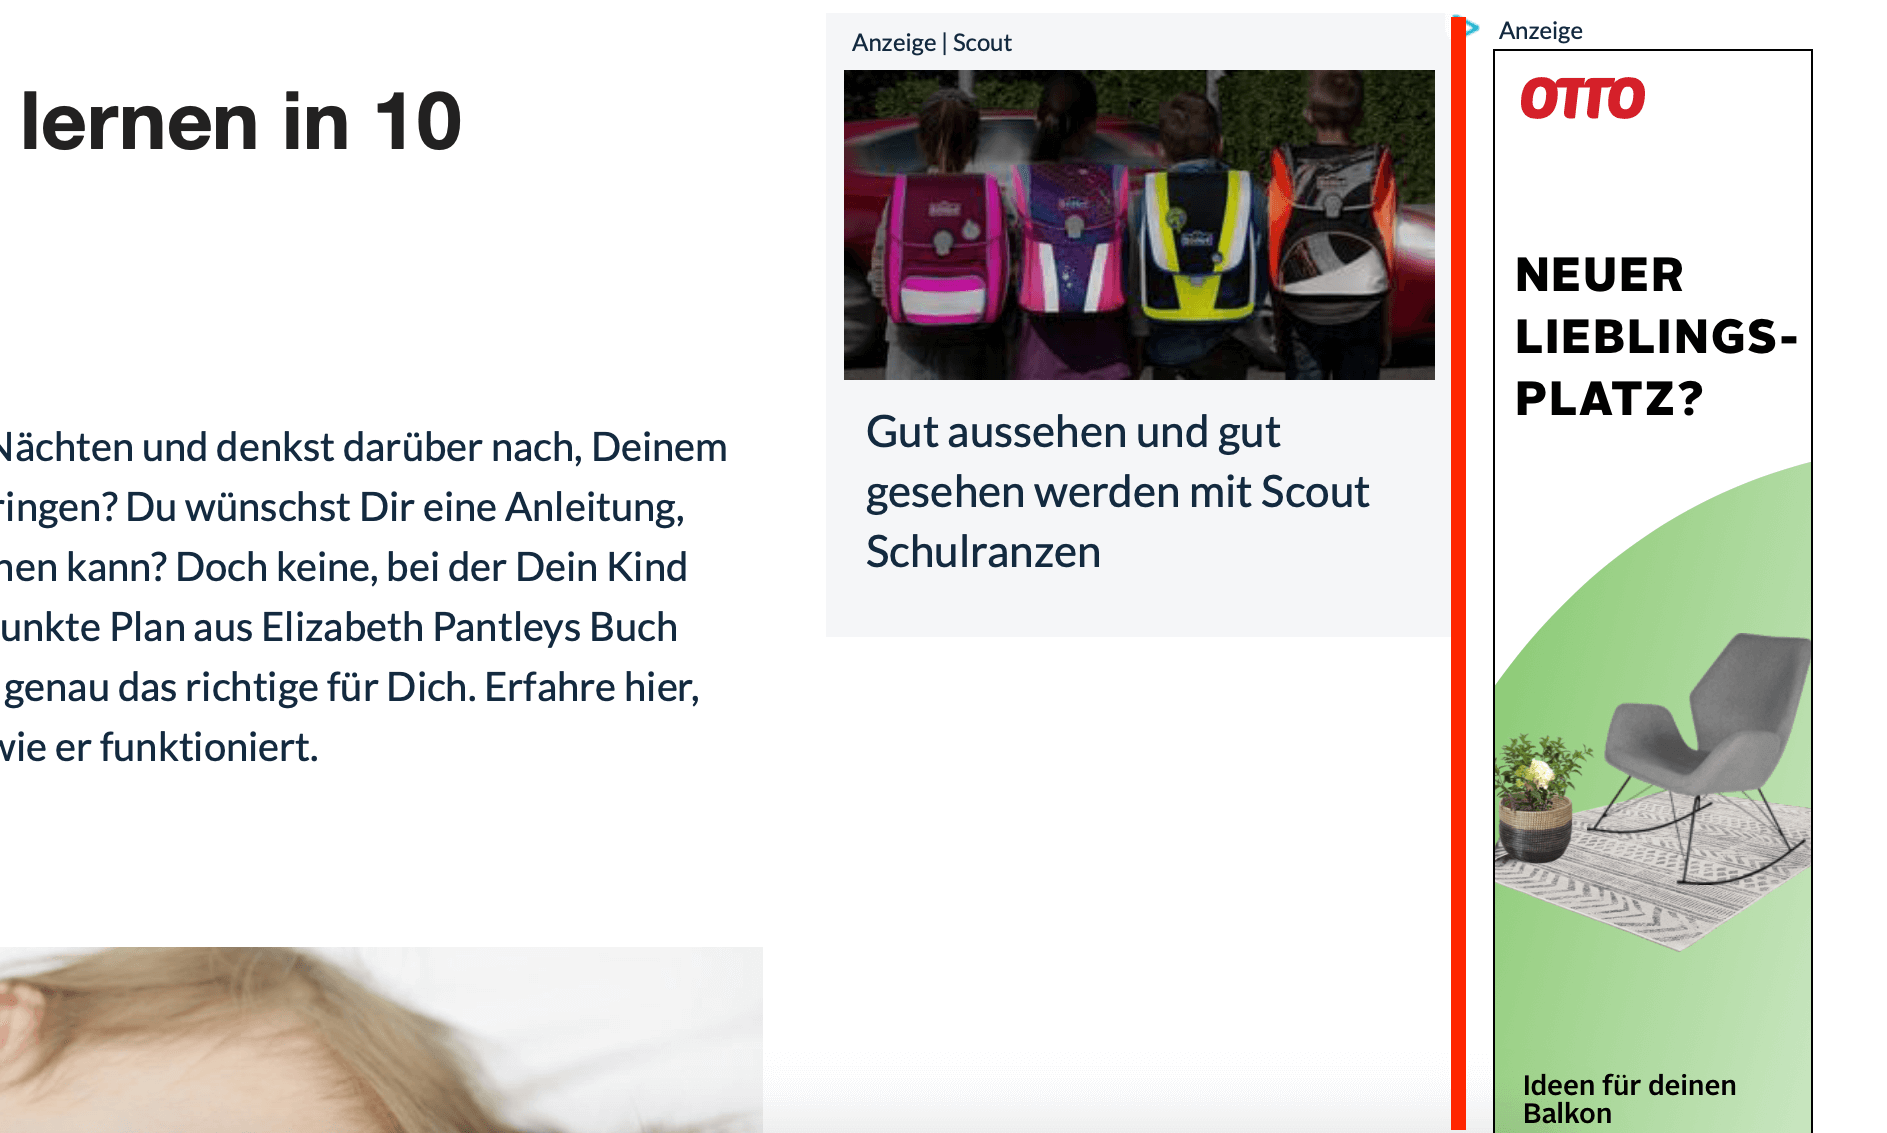 lernen in 10
Nächten und denkst darüber nach, Deinem
ringen? Du wünschst Dir eine Anleitung,
nen kann? Doch keine, bei der Dein Kind
unkte Plan aus Elizabeth Pantleys Buch
genau das richtige für Dich. Erfahre hier,
wie er funktioniert.
Anzeige | Scout
Gut aussehen und gut
gesehen werden mit Scout
Schulranzen
Anzeige
OTTO
NEUER
LIEBLINGS-
PLATZ?
Ideen für deinen
Balkon